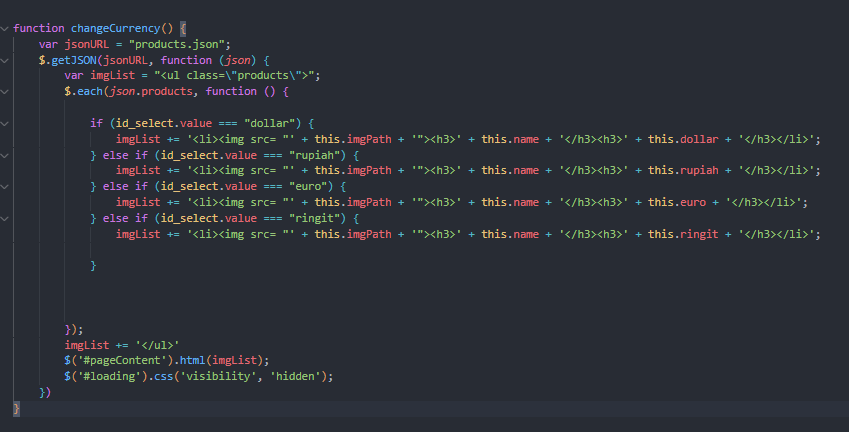 function changeCurrency() {
    var jsonURL = "products.json";
    $.getJSON(jsonURL, function (json) {
        var imgList = "<ul class=\"products\">";
        $.each(json.products, function () {
            if (id_select.value === "dollar") {
                imgList += '<li><img src= "' + this.imgPath + '"><h3>' + this.name + '</h3><h3>' + this.dollar + '</h3></li>';
            } else if (id_select.value === "rupiah") {
                imgList += '<li><img src= "' + this.imgPath + '"><h3>' + this.name + '</h3><h3>' + this.rupiah + '</h3></li>';
            } else if (id_select.value === "euro") {
                imgList += '<li><img src= "' + this.imgPath + '"><h3>' + this.name + '</h3><h3>' + this.euro + '</h3></li>';
            } else if (id_select.value === "ringit") {
                imgList += '<li><img src= "' + this.imgPath + '"><h3>' + this.name + '</h3><h3>' + this.ringit + '</h3></li>';
            }
        });
        imgList += '</ul>'
        $('#pageContent').html(imgList);
        $('#loading').css('visibility', 'hidden');
    })
}